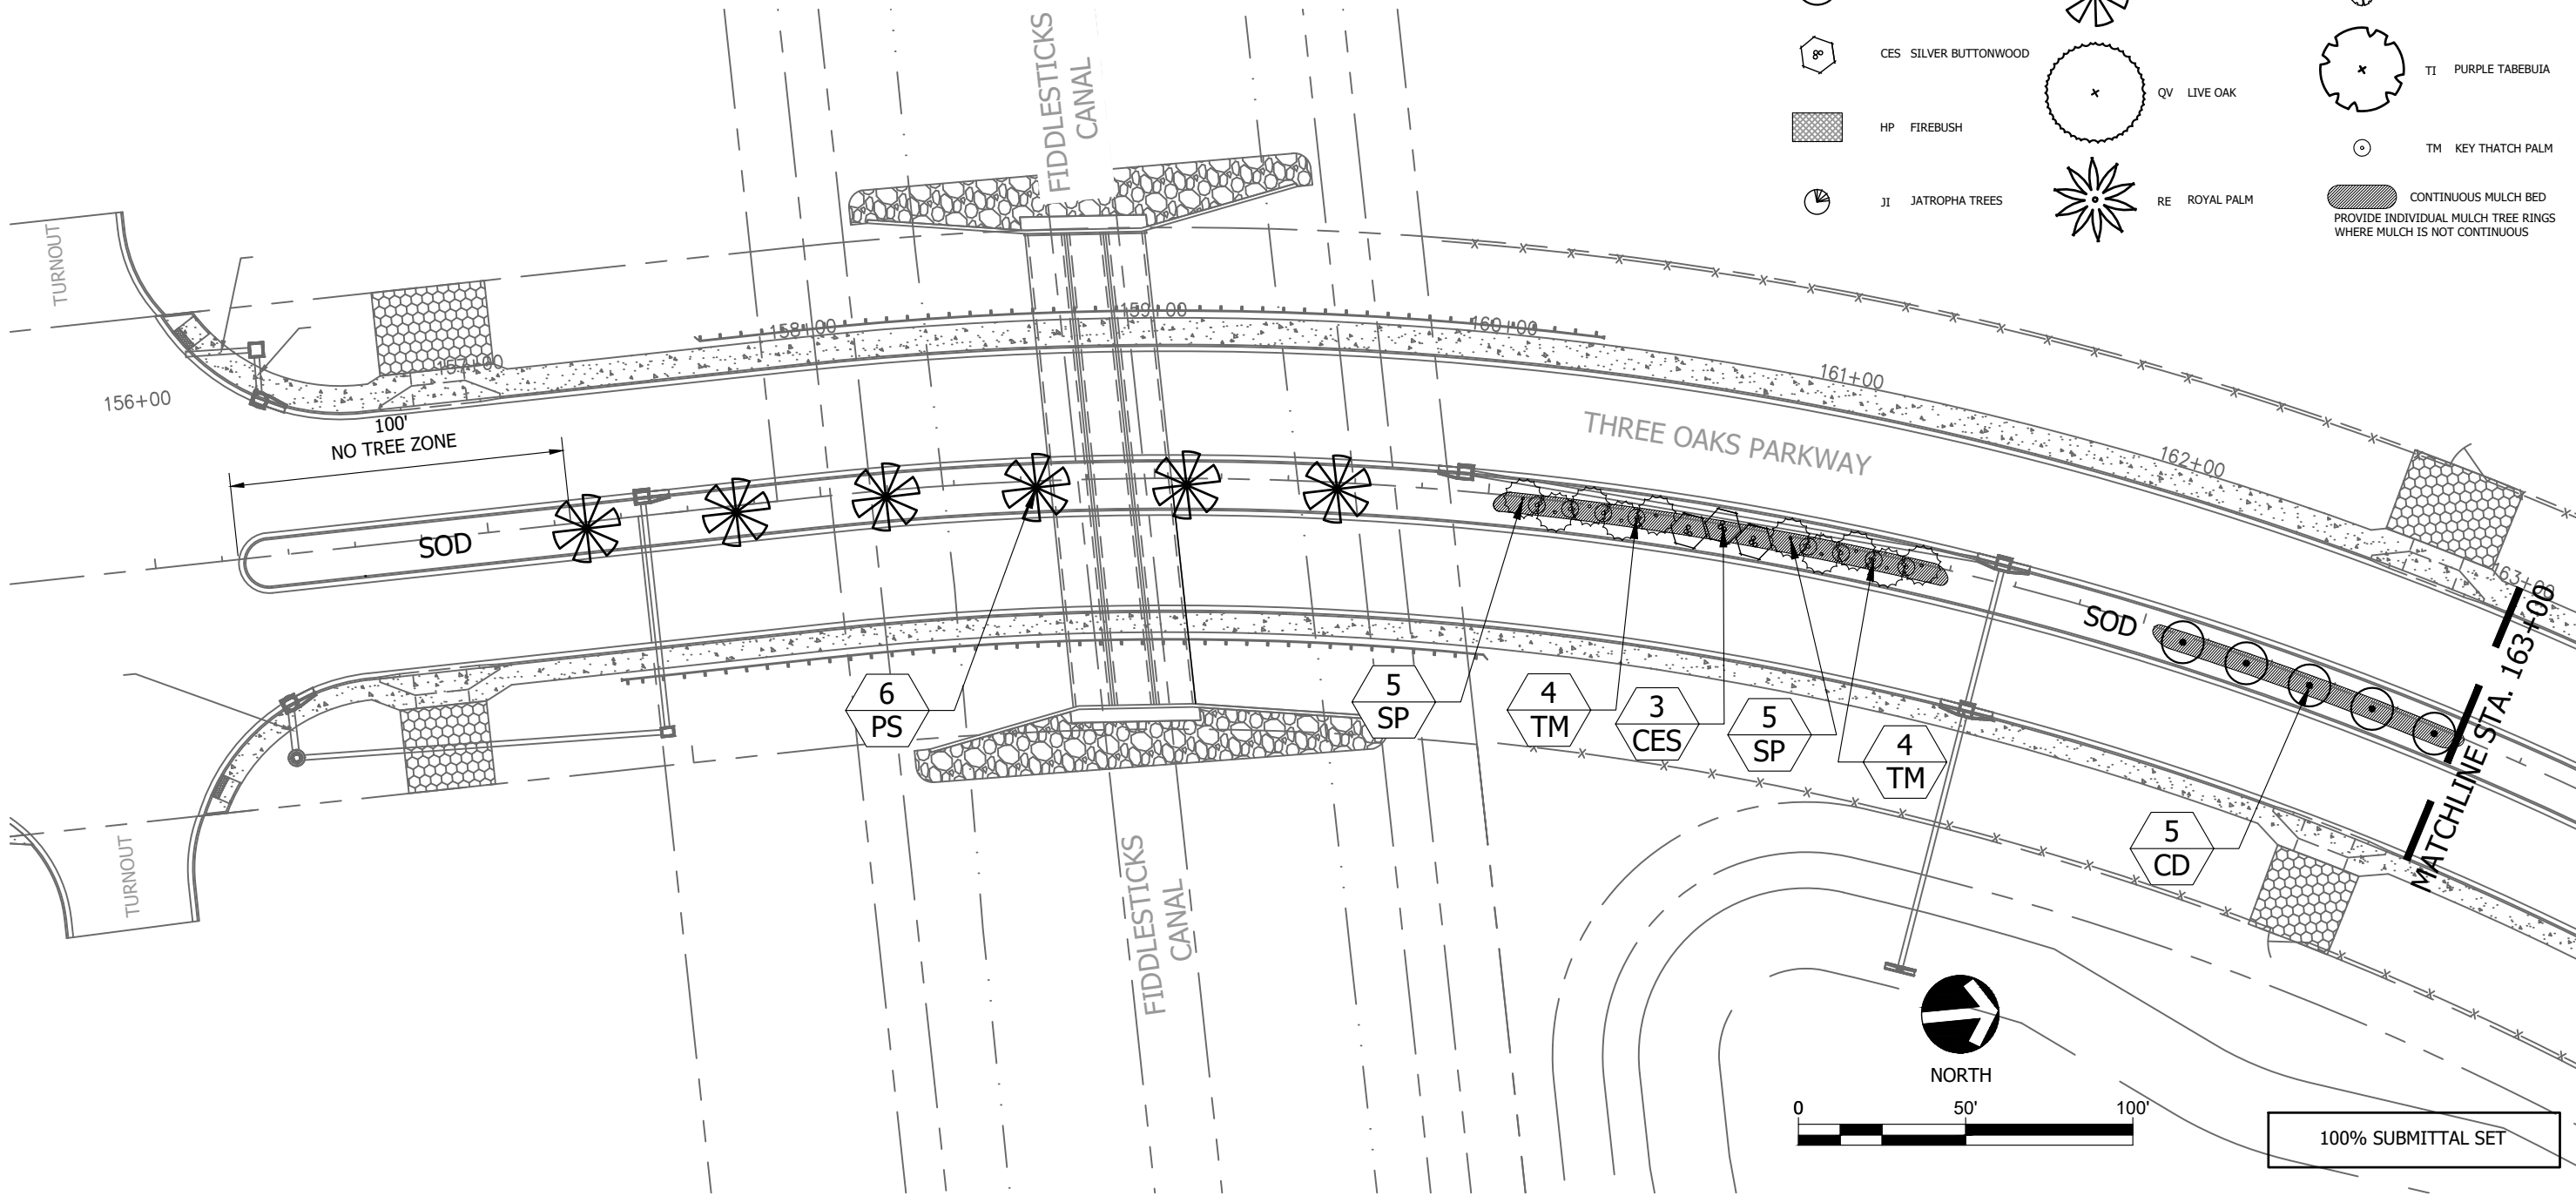 CES SILVER BUTTONWOOD
HP FIREBUSH
JI JATROPHA TREES
QV LIVE OAK
RE ROYAL PALM
TI PURPLE TABEBUIA
TM KEY THATCH PALM
CONTINUOUS MULCH BED
PROVIDE INDIVIDUAL MULCH TREE RINGS
WHERE MULCH IS NOT CONTINUOUS
FIDDLESTICKS
CANAL
TURNOUT
156+00
157+00
158+00
159+00
160+00
161+00
162+00
163+00
THREE OAKS PARKWAY
100'
NO TREE ZONE
SOD
SOD
6
PS
5
SP
4
TM
3
CES
5
SP
4
TM
5
CD
MATCHLINE STA. 163+00
TURNOUT
FIDDLESTICKS
CANAL
NORTH
0 50' 100'
100% SUBMITTAL SET